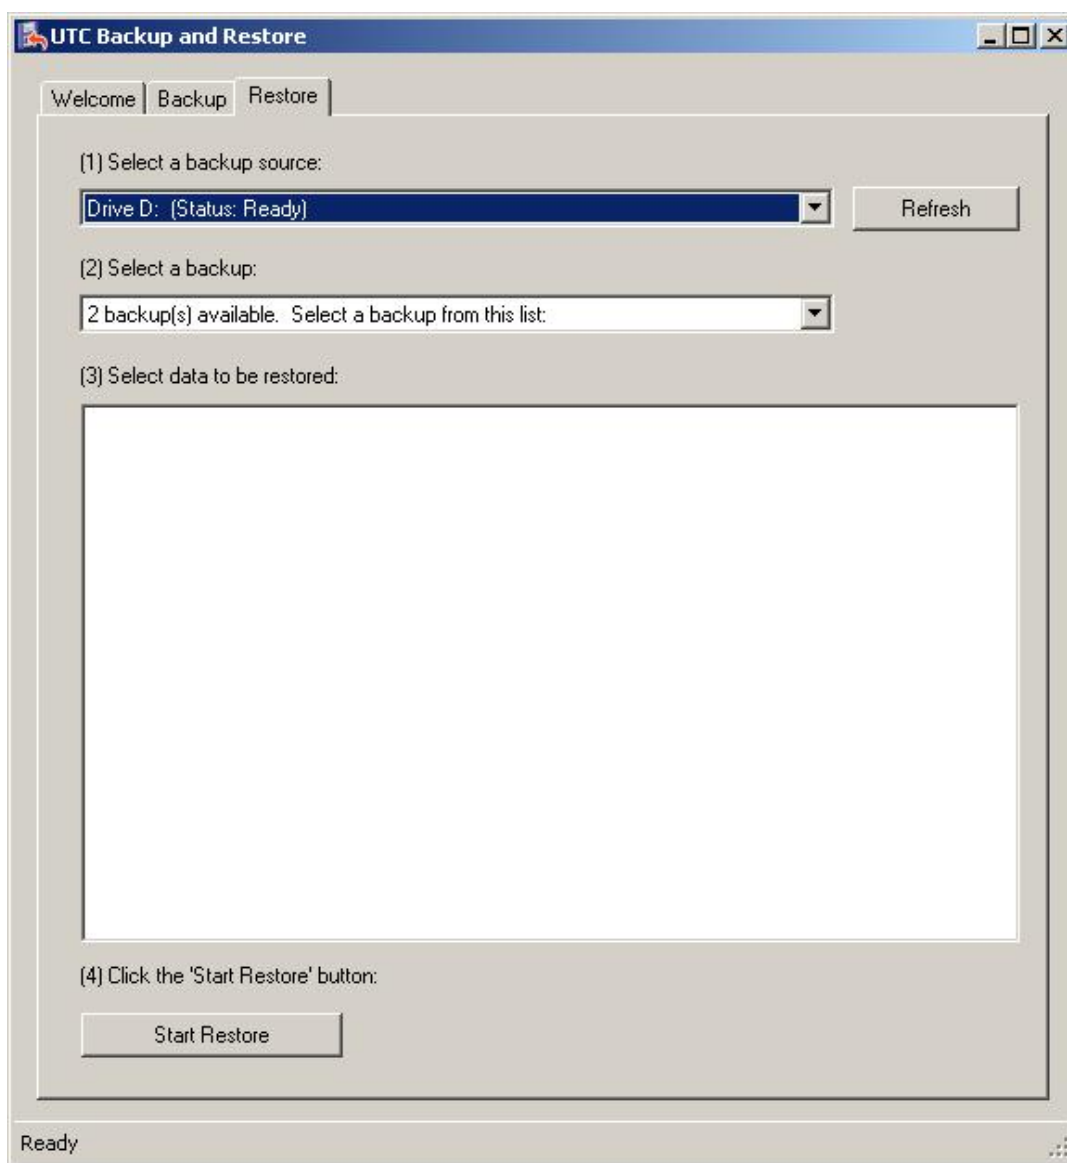 UTC Backup and Restore
Welcome Backup Restore
(1) Select a backup source:
Drive D:  (Status: Ready)
Refresh
(2) Select a backup:
2 backup(s) available.  Select a backup from this list:
(3) Select data to be restored:
(4) Click the 'Start Restore' button:
Start Restore
Ready